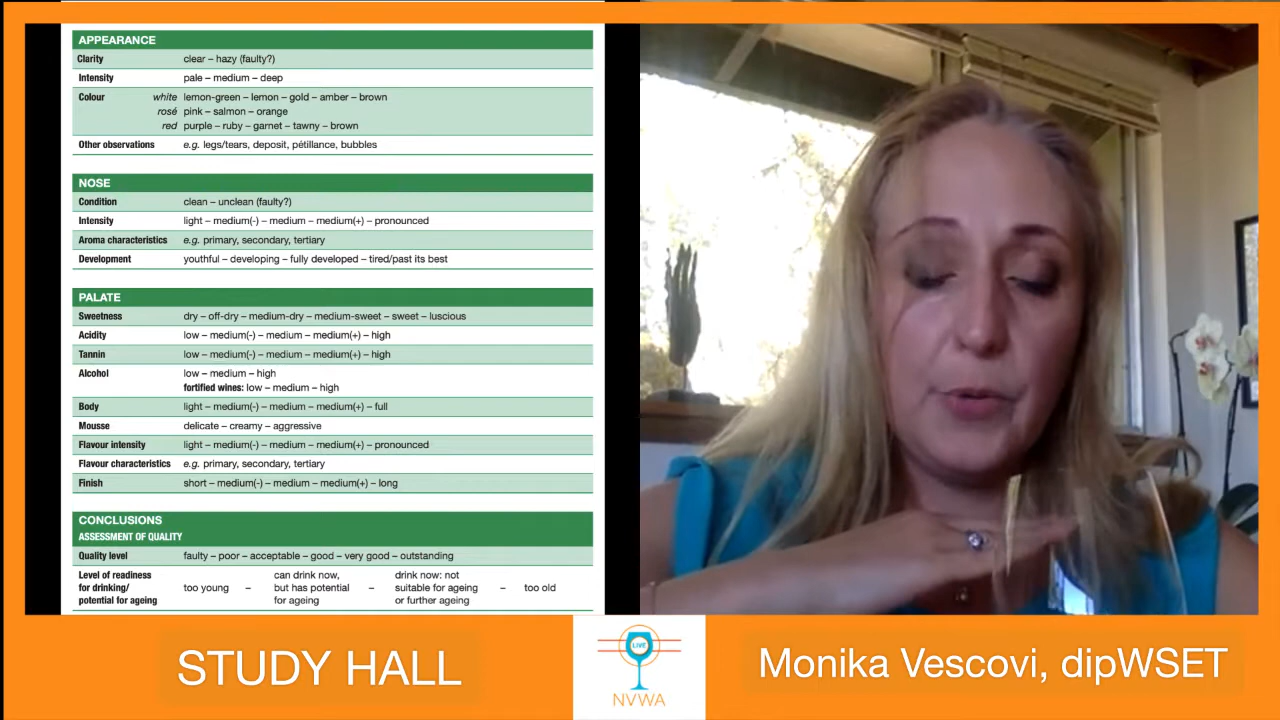 APPEARANCE
Clarity clear – hazy (faulty?)
Intensity pale – medium – deep
Colour white lemon-green – lemon – gold – amber – brown
rosé pink – salmon – orange
red purple – ruby – garnet – tawny – brown
Other observations e.g. legs/tears, deposit, pétillance, bubbles
NOSE
Condition clean – unclean (faulty?)
Intensity light – medium(-) – medium – medium(+) – pronounced
Aroma characteristics e.g. primary, secondary, tertiary
Development youthful – developing – fully developed – tired/past its best
PALATE
Sweetness dry – off-dry – medium-dry – medium-sweet – sweet – luscious
Acidity low – medium(-) – medium – medium(+) – high
Tannin low – medium(-) – medium – medium(+) – high
Alcohol low – medium – high
fortified wines: low – medium – high
Body light – medium(-) – medium – medium(+) – full
Mousse delicate – creamy – aggressive
Flavour intensity light – medium(-) – medium – medium(+) – pronounced
Flavour characteristics e.g. primary, secondary, tertiary
Finish short – medium(-) – medium – medium(+) – long
CONCLUSIONS
ASSESSMENT OF QUALITY
Quality level faulty – poor – acceptable – good – very good – outstanding
Level of readiness can drink now, drink now: not
for drinking/ too young – but has potential – suitable for ageing – too old
potential for ageing for ageing or further ageing
STUDY HALL
LIVE
NVWA
Monika Vescovi, dipWSET